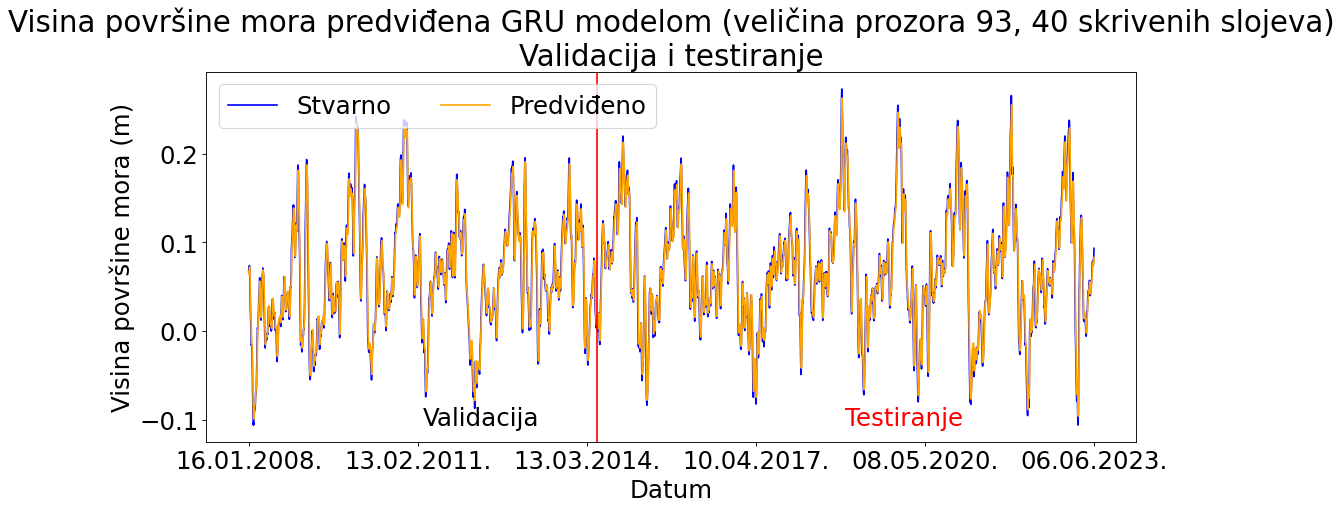 Visina površine mora predviđena GRU modelom (veličina prozora 93, 40 skrivenih slojeva)
Validacija i testiranje
Stvarno
Predviđeno
Visina površine mora (m)
0.2
0.1
0.0
−0.1
Validacija
Testiranje
16.01.2008.
13.02.2011.
13.03.2014.
10.04.2017.
08.05.2020.
06.06.2023.
Datum